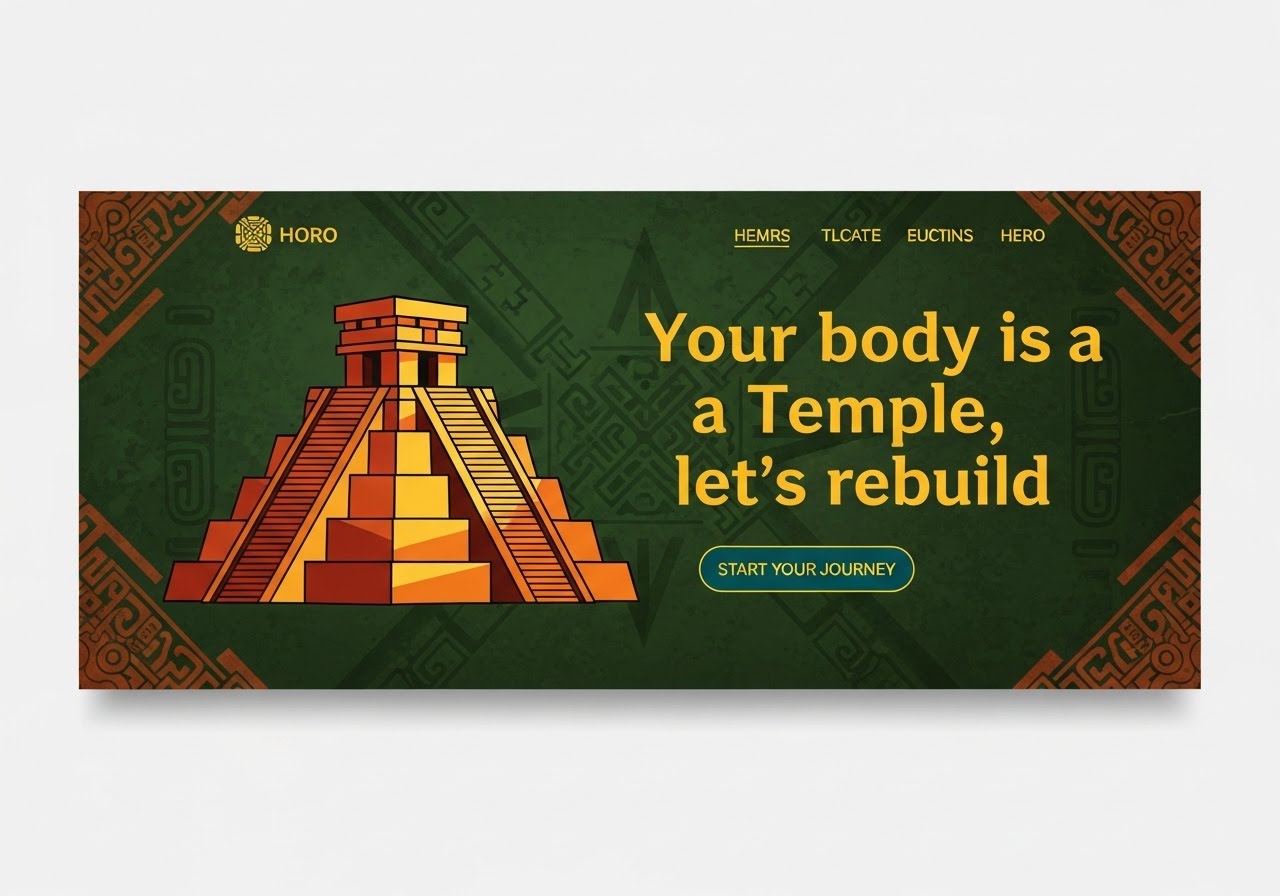 HORO
HEMRS TLCATE EUCTINS HERO
Your body is a
a Temple,
let's rebuild
START YOUR JOURNEY